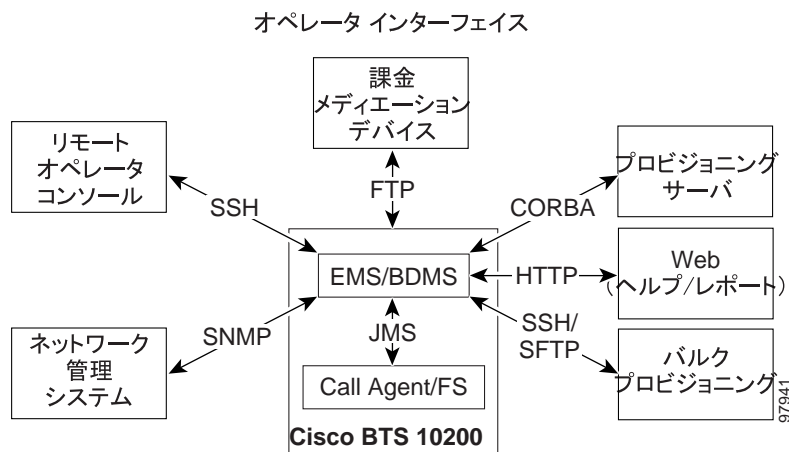 オペレータ インターフェイス
課金
メディエーション
デバイス
リモート
オペレータ
コンソール
プロビジョニング
サーバ
SSH
FTP
CORBA
EMS/BDMS
HTTP
Web
(ヘルプ/レポート)
SNMP
JMS
SSH/
SFTP
ネットワーク
管理
システム
バルク
プロビジョニング
Call Agent/FS
Cisco BTS 10200
97941